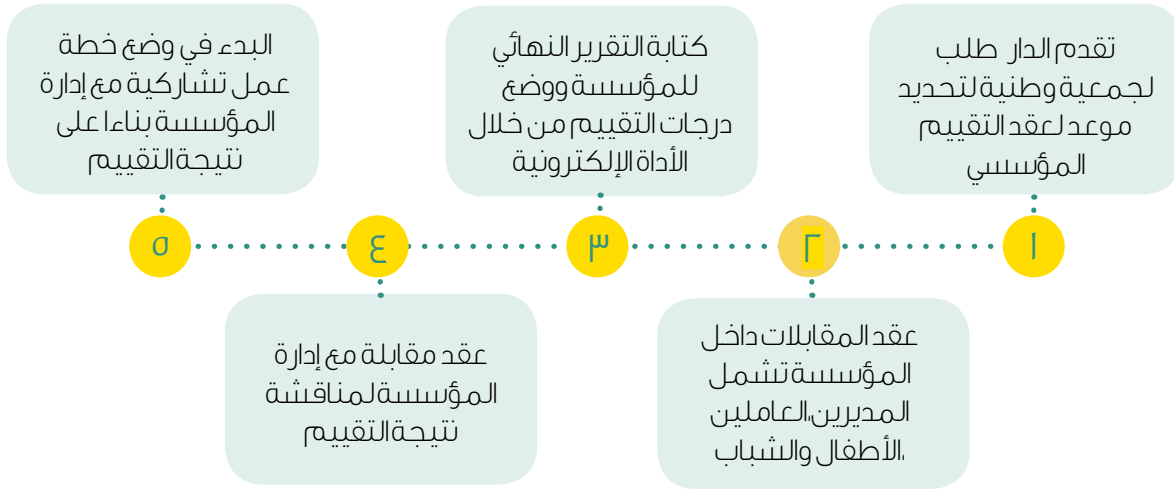 تقدم الدار طلب
لجمعية وطنية لتحديد
موعد لعقد التقييم
المؤسسي
١
٢
عقد المقابلات داخل
المؤسسة تشمل
المديرين،العاملين
،الأطفال والشباب
كتابة التقرير النهائي
للمؤسسة ووضع
درجات التقييم من خلال
الأداة الإلكترونية
٣
٤
عقد مقابلة مع إدارة
المؤسسة لمناقشة
نتيجة التقييم
البدء في وضع خطة
عمل تشاركية مع إدارة
المؤسسة بناءا على
نتيجة التقييم
٥